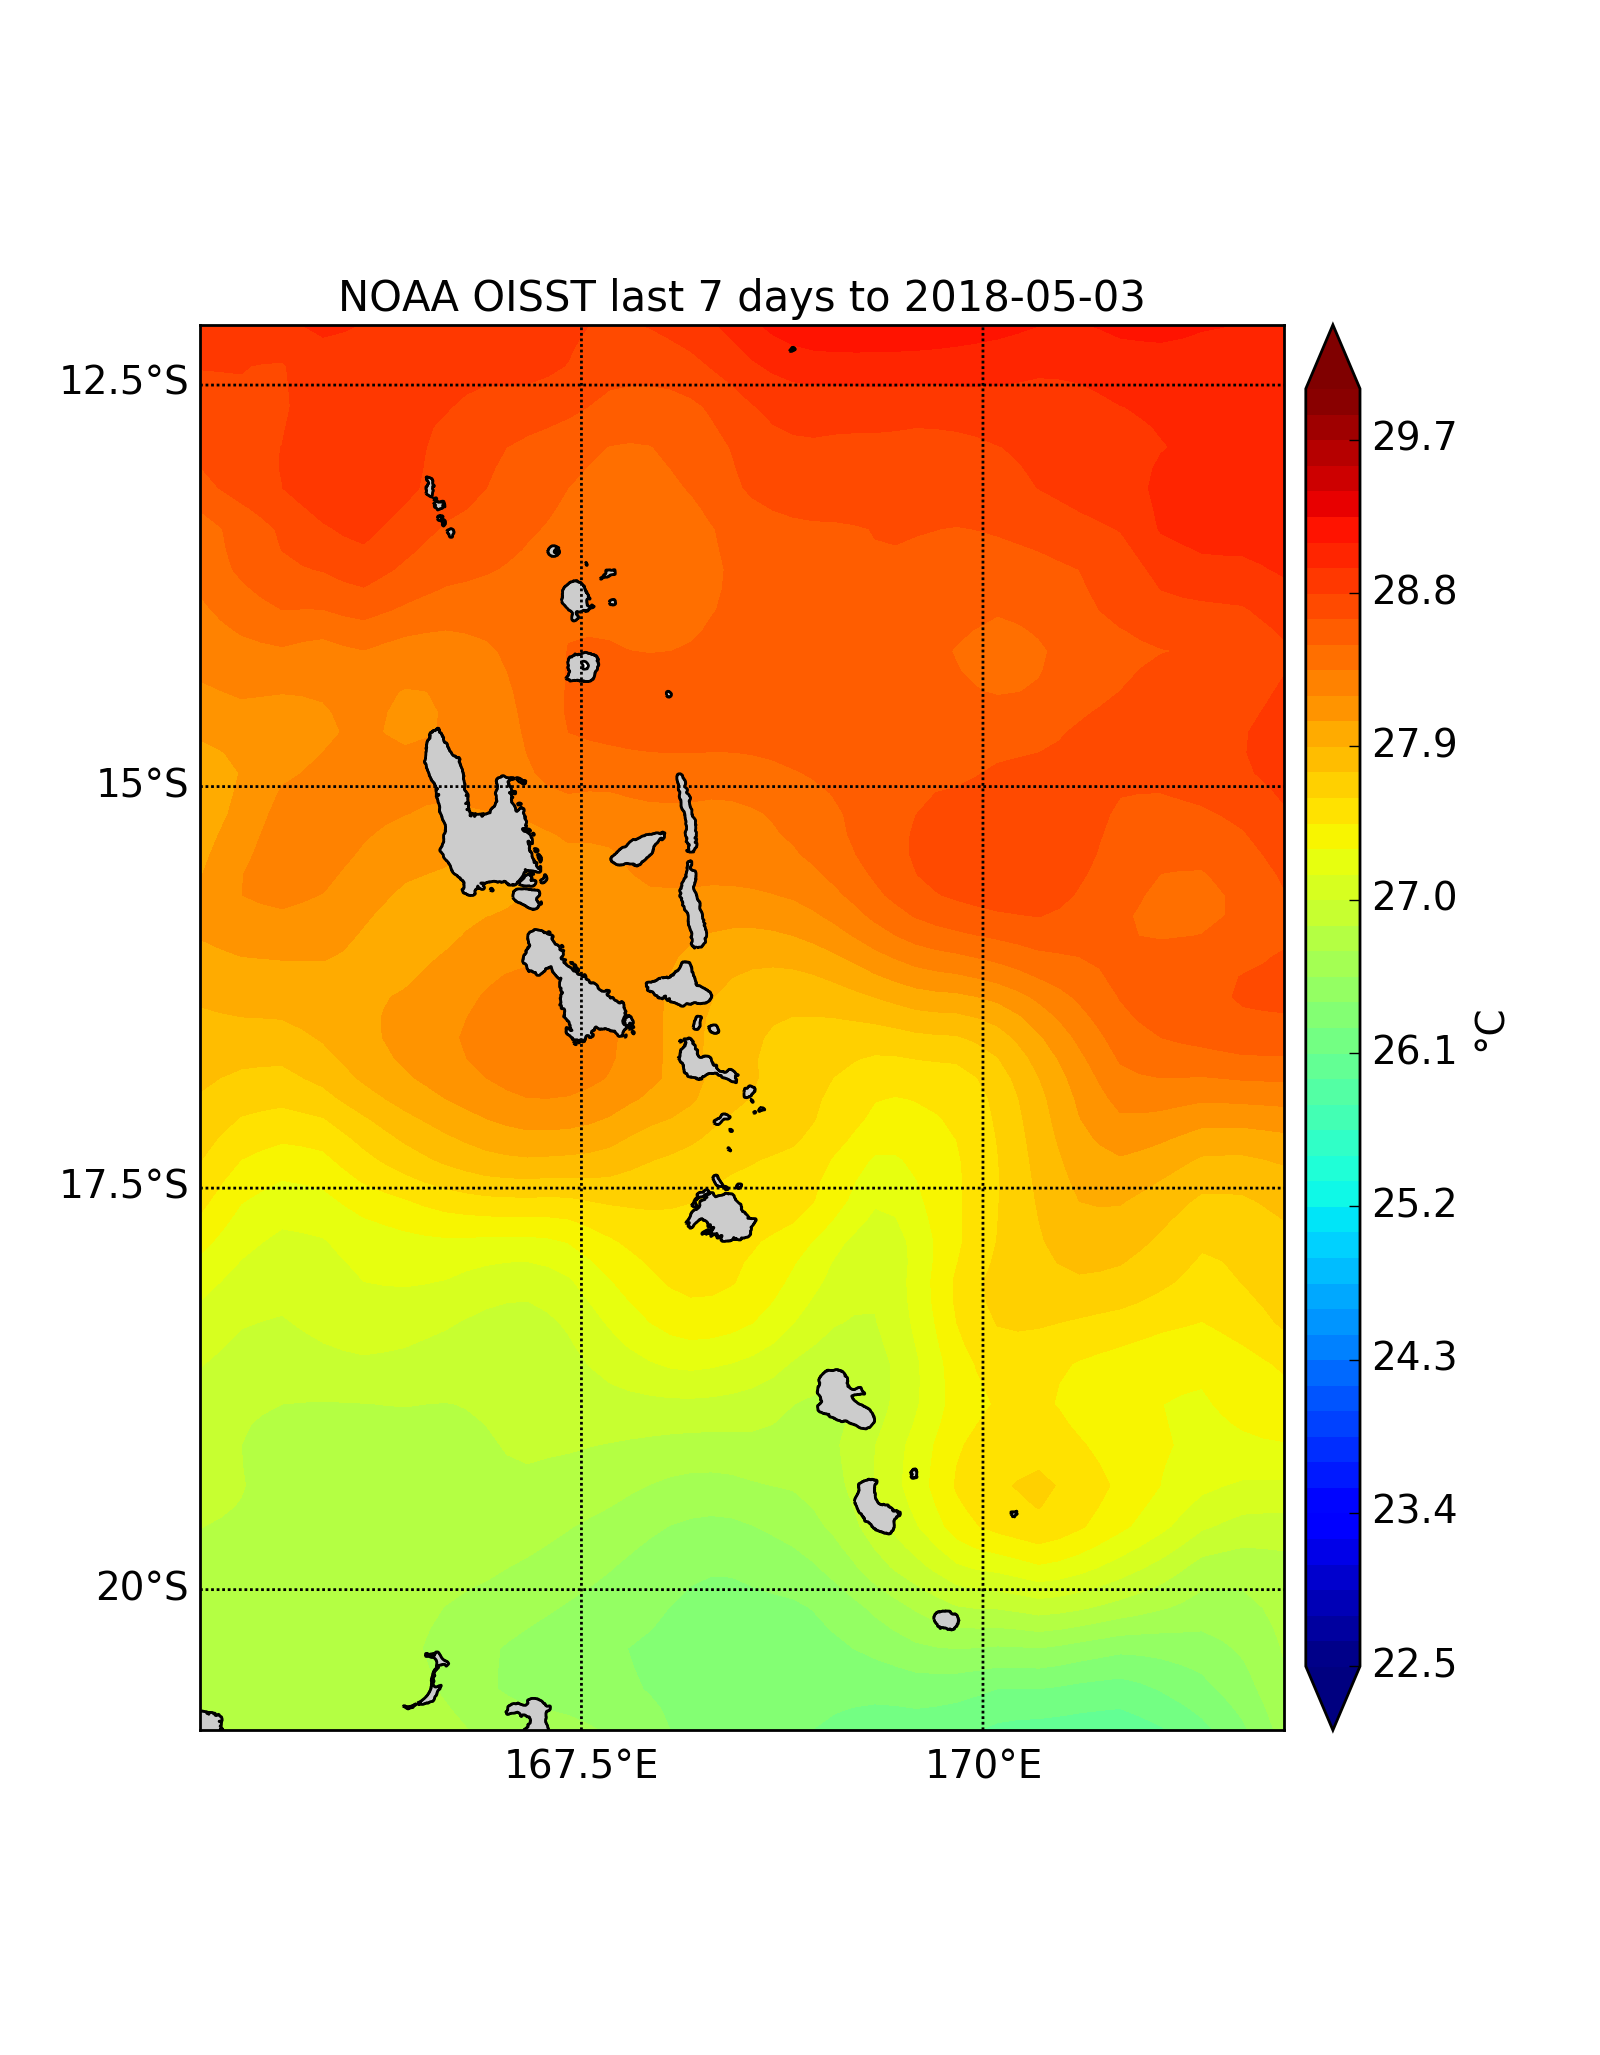 NOAA OISST last 7 days to 2018-05-03
12.5°S
15°S
17.5°S
20°S
167.5°E
170°E
29.7
28.8
27.9
27.0
26.1
25.2
24.3
23.4
22.5
°C